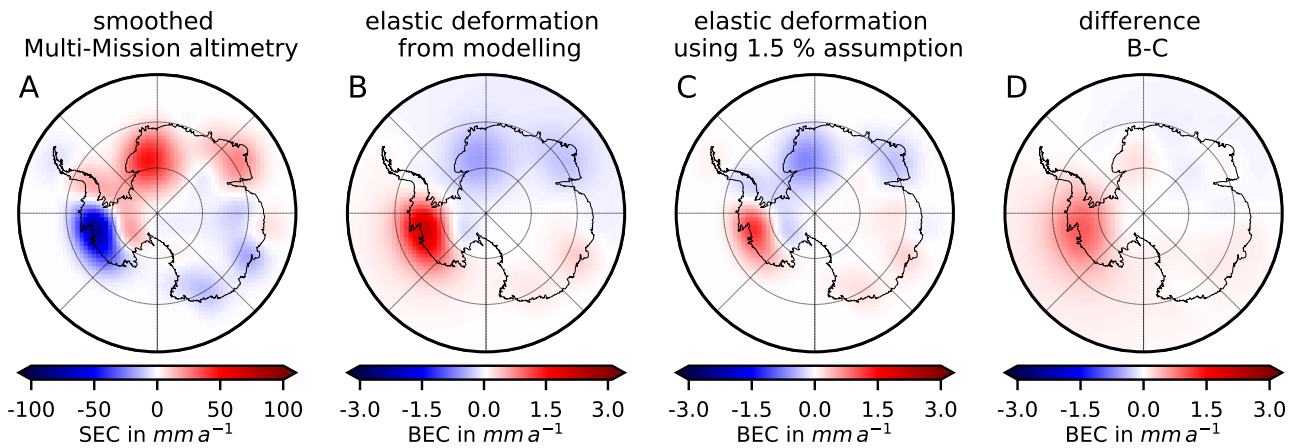 smoothed
Multi-Mission altimetry
elastic deformation
from modelling
elastic deformation
using 1.5 % assumption
difference
B-C
A
B
C
D
-100 -50 0 50 100
SEC in mm a⁻¹
-3.0 -1.5 0.0 1.5 3.0
BEC in mm a⁻¹
-3.0 -1.5 0.0 1.5 3.0
BEC in mm a⁻¹
-3.0 -1.5 0.0 1.5 3.0
BEC in mm a⁻¹